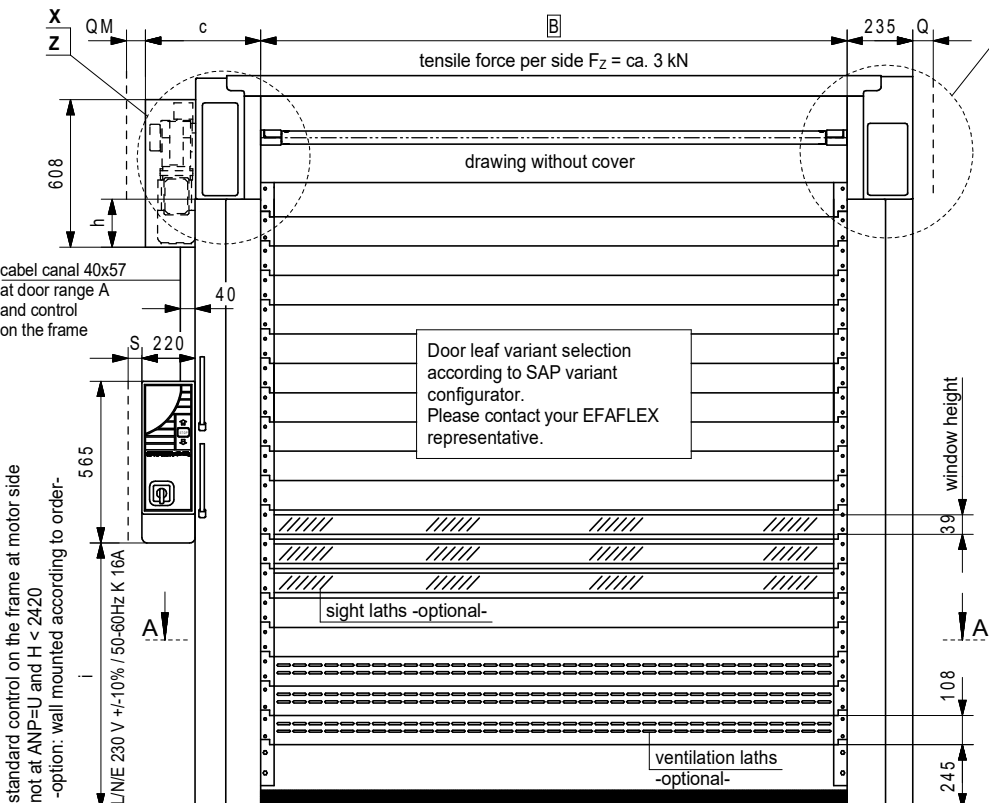 X
Z
QM
c
B
235
Q
tensile force per side FZ = ca. 3 kN
608
h
drawing without cover
cabel canal 40x57
at door range A
and control
on the frame
40
S
220
565
Door leaf variant selection
according to SAP variant
configurator.
Please contact your EFAFLEX
representative.
window height
39
sight laths -optional-
A
A
108
ventilation laths
-optional-
245
i
standard control on the frame at motor side
not at ANP=U and H < 2420
-option: wall mounted according to order-
L/N/E 230 V +/-10% / 50-60Hz K 16A